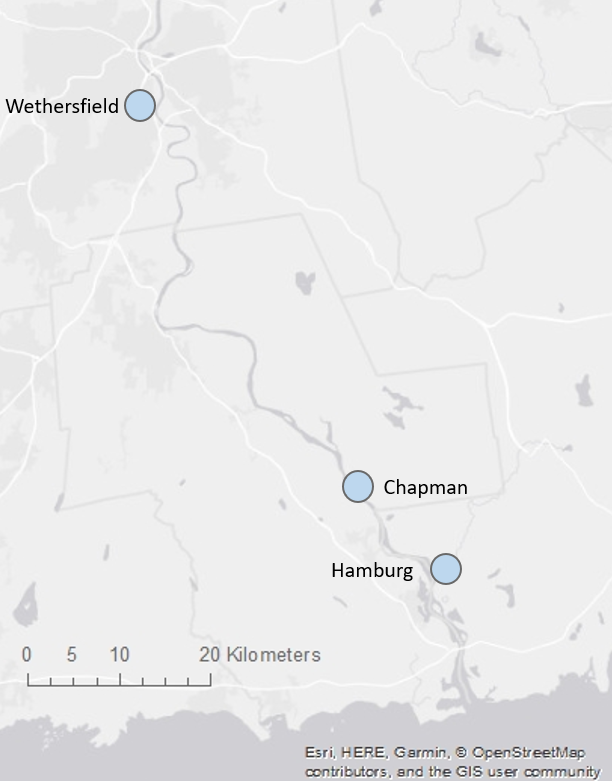 Wethersfield
Chapman
Hamburg
0 5 10 20 Kilometers
Esri, HERE, Garmin, © OpenStreetMap
contributors, and the GIS user community